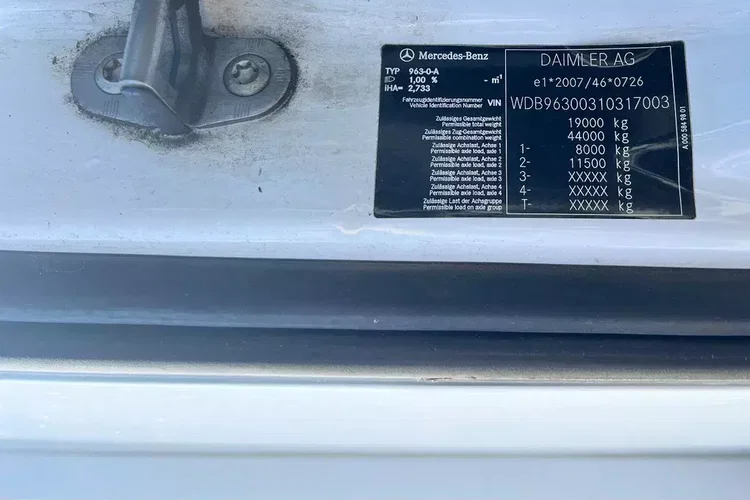 Mercedes-Benz
DAIMLER AG
TYP 963-0-A
1,00 % - m⁻¹
iHA= 2,733
e1*2007/46*0726
Fahrzeugidentifizierungsnummer
Vehicle Identification Number VIN WDB96300310317003
Zulässiges Gesamtgewicht
Permissible total weight 19000 kg
Zulässiges Zug-Gesamtgewicht
Permissible combination weight 44000 kg
Zulässige Achslast, Achse 1
Permissible axle load, axle 1 1- 8000 kg
Zulässige Achslast, Achse 2
Permissible axle load, axle 2 2- 11500 kg
Zulässige Achslast, Achse 3
Permissible axle load, axle 3 3- XXXXX kg
Zulässige Achslast, Achse 4
Permissible axle load, axle 4 4- XXXXX kg
Zulässige Last der Achsgruppe
Permissible load on axle group T- XXXXX kg
A 000 584 98 01